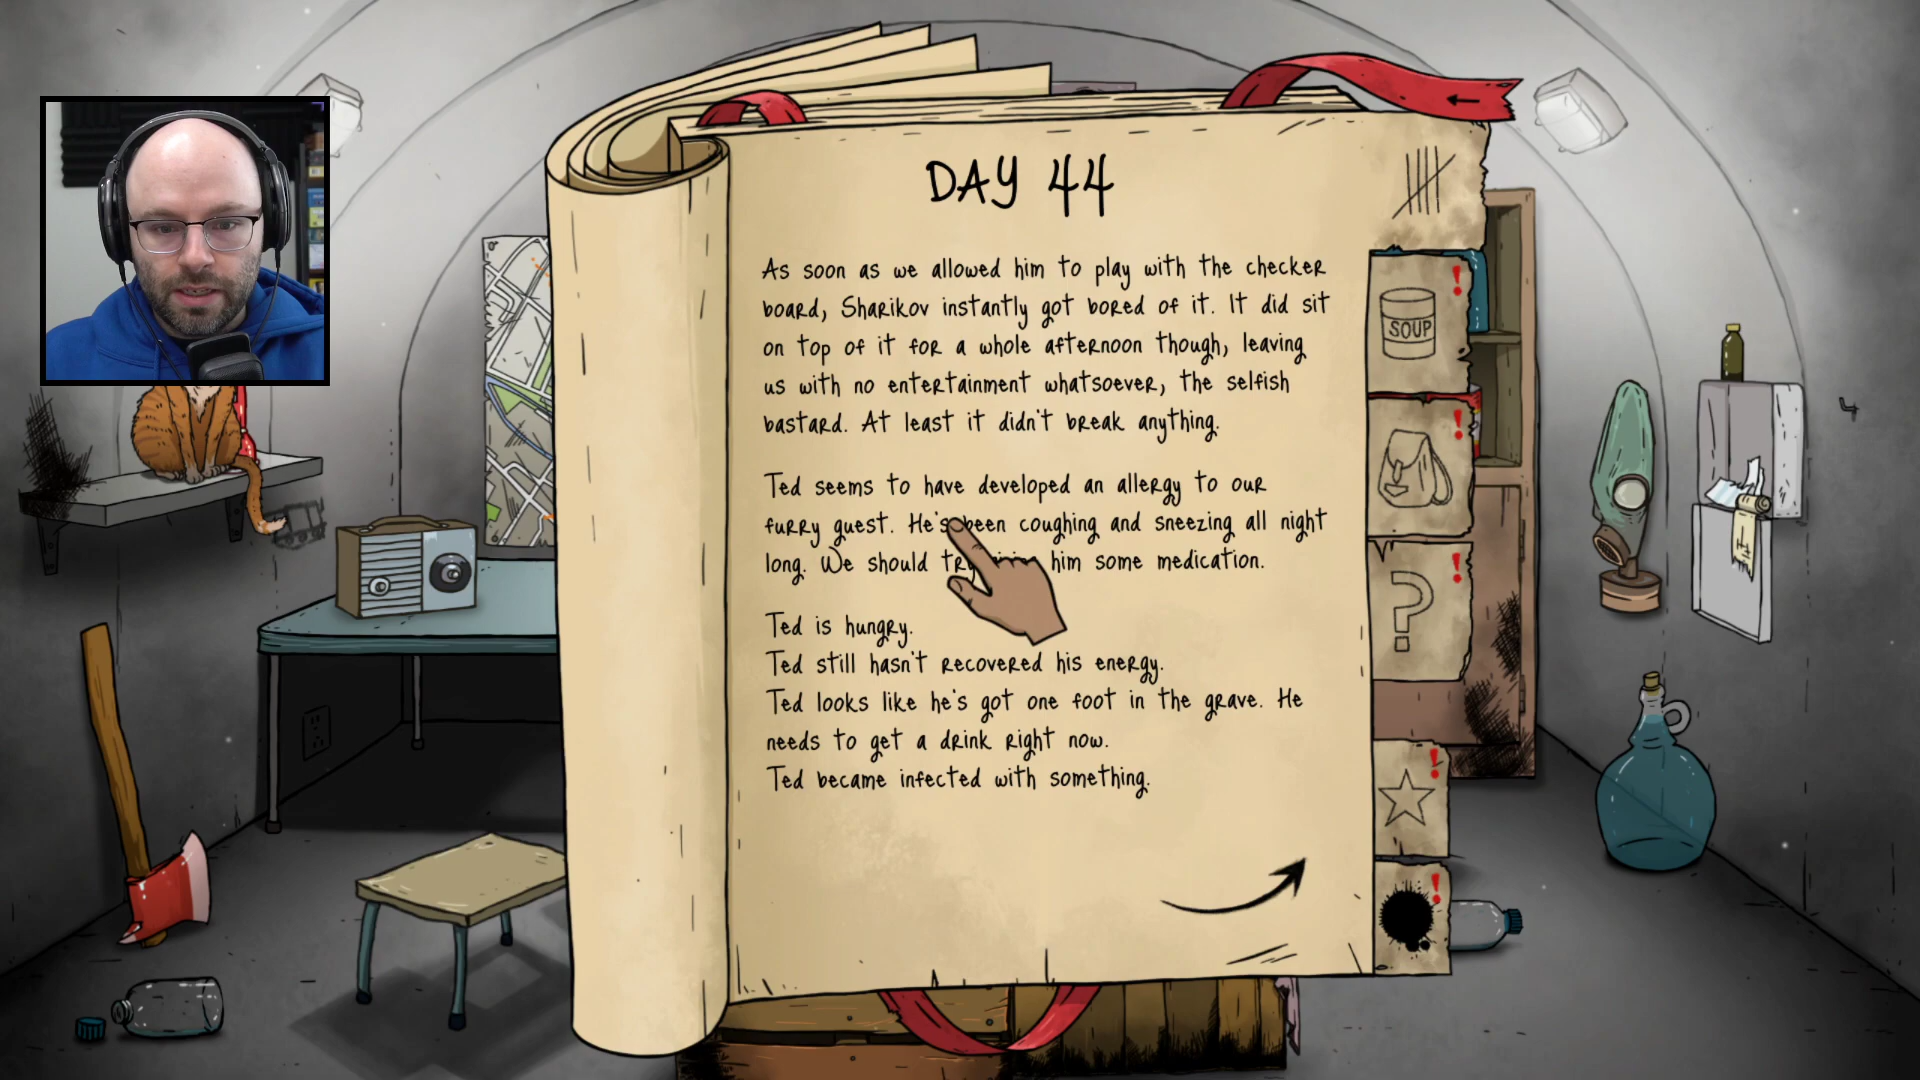 DAY 44
As soon as we allowed him to play with the checker
board, Sharikov instantly got bored of it. It did sit
on top of it for a whole afternoon though, leaving
us with no entertainment whatsoever, the selfish
bastard. At least it didn't break anything.
Ted seems to have developed an allergy to our
furry guest. He's been coughing and sneezing all night
long. We should try him some medication.
Ted is hungry.
Ted still hasn't recovered his energy.
Ted looks like he's got one foot in the grave. He
needs to get a drink right now.
Ted became infected with something.
!
SOUP
!
!
?
!
!